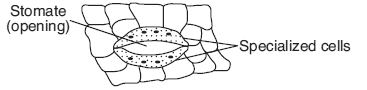 Stomate
(opening)
Specialized cells